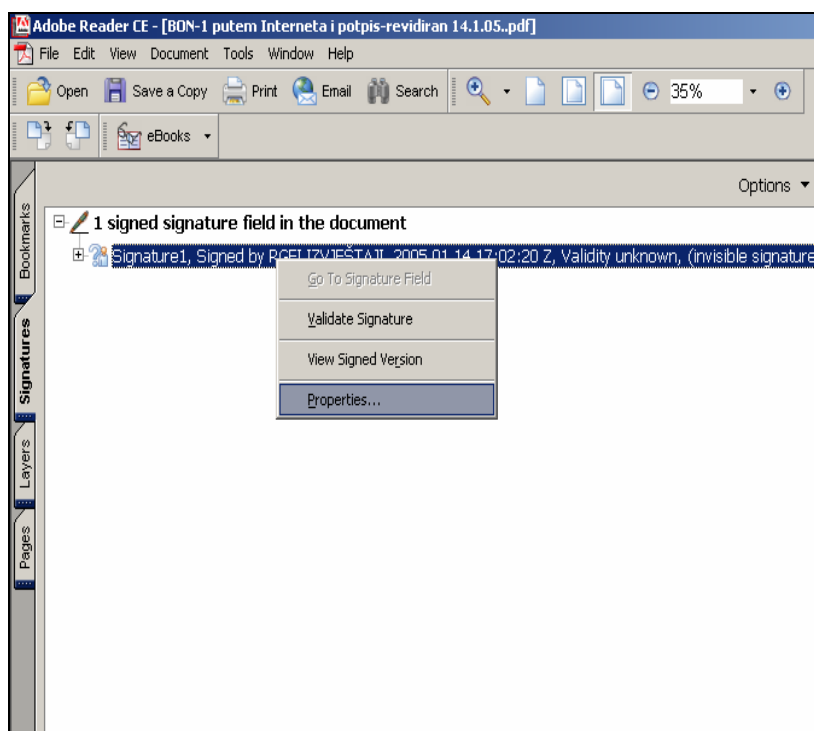 Adobe Reader CE - [BON-1 putem Interneta i potpis-revidiran 14.1.05..pdf]
File Edit View Document Tools Window Help
Open Save a Copy Print Email Search 35%
eBooks
Options
Bookmarks
1 signed signature field in the document
Signature1, Signed by RGFI IZVJEŠTAJI, 2005.01.14 17:02:20 Z, Validity unknown, (invisible signature
Go To Signature Field
Validate Signature
View Signed Version
Properties...
Signatures
Layers
Pages